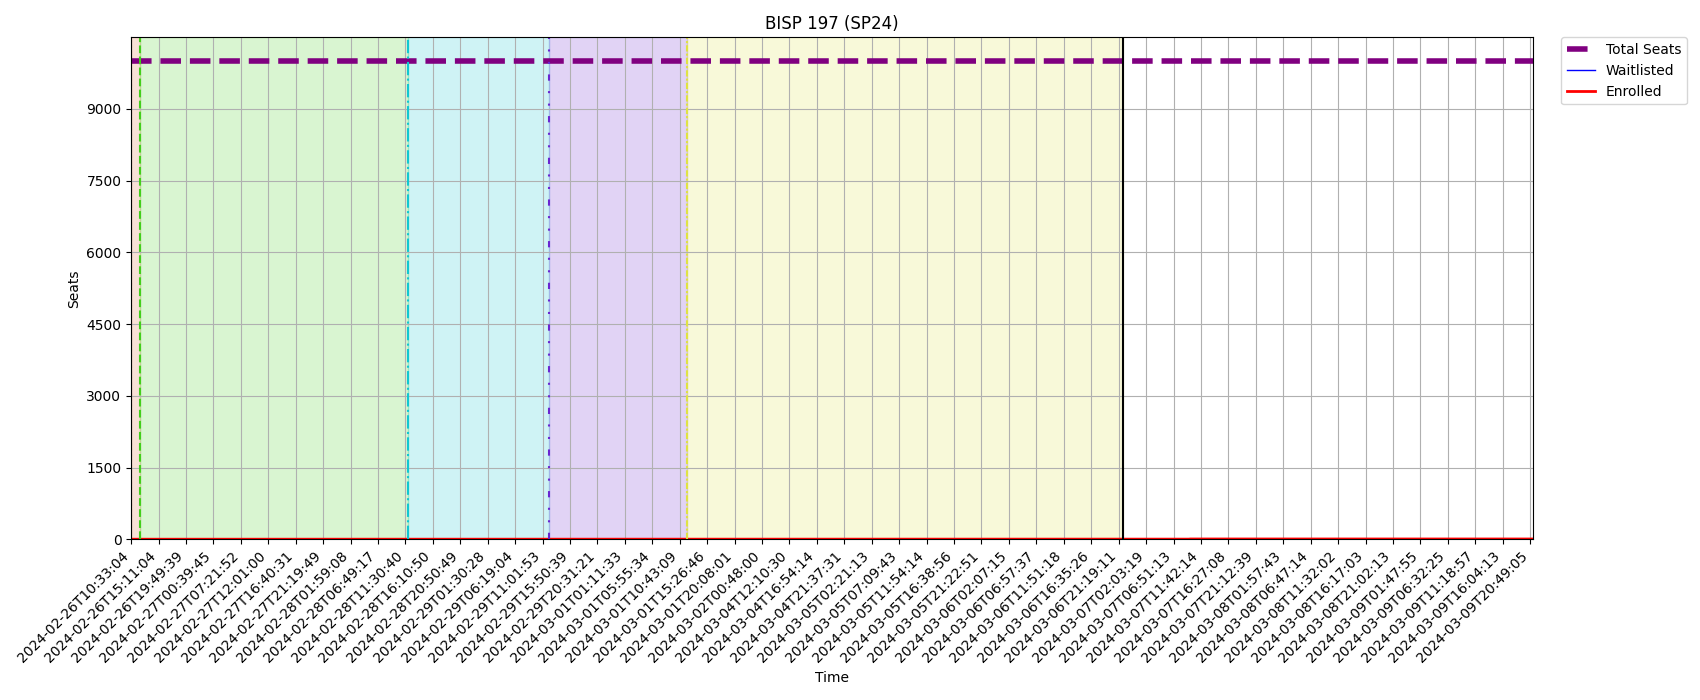 BISP 197 (SP24)
Total Seats
Waitlisted
Enrolled
Seats
9000
7500
6000
4500
3000
1500
0
2024-02-26T10:33:04
2024-02-26T15:11:04
2024-02-26T19:49:39
2024-02-27T00:39:45
2024-02-27T07:21:52
2024-02-27T12:01:00
2024-02-27T16:40:31
2024-02-27T21:19:49
2024-02-28T01:59:08
2024-02-28T06:49:17
2024-02-28T11:30:40
2024-02-28T16:10:50
2024-02-28T20:50:49
2024-02-29T01:30:28
2024-02-29T06:19:04
2024-02-29T11:01:53
2024-02-29T15:50:39
2024-02-29T20:31:21
2024-03-01T01:11:33
2024-03-01T05:55:34
2024-03-01T10:43:09
2024-03-01T15:26:46
2024-03-01T20:08:01
2024-03-02T00:48:00
2024-03-04T12:10:30
2024-03-04T16:54:14
2024-03-04T21:37:31
2024-03-05T02:21:13
2024-03-05T07:09:43
2024-03-05T11:54:14
2024-03-05T16:38:56
2024-03-05T21:22:51
2024-03-06T02:07:15
2024-03-06T06:57:37
2024-03-06T11:51:18
2024-03-06T16:35:26
2024-03-06T21:19:11
2024-03-07T02:03:19
2024-03-07T06:51:13
2024-03-07T11:42:14
2024-03-07T16:27:08
2024-03-07T21:12:39
2024-03-08T01:57:43
2024-03-08T06:47:14
2024-03-08T11:32:02
2024-03-08T16:17:03
2024-03-08T21:02:13
2024-03-09T01:47:55
2024-03-09T06:32:25
2024-03-09T11:18:57
2024-03-09T16:04:13
2024-03-09T20:49:05
Time